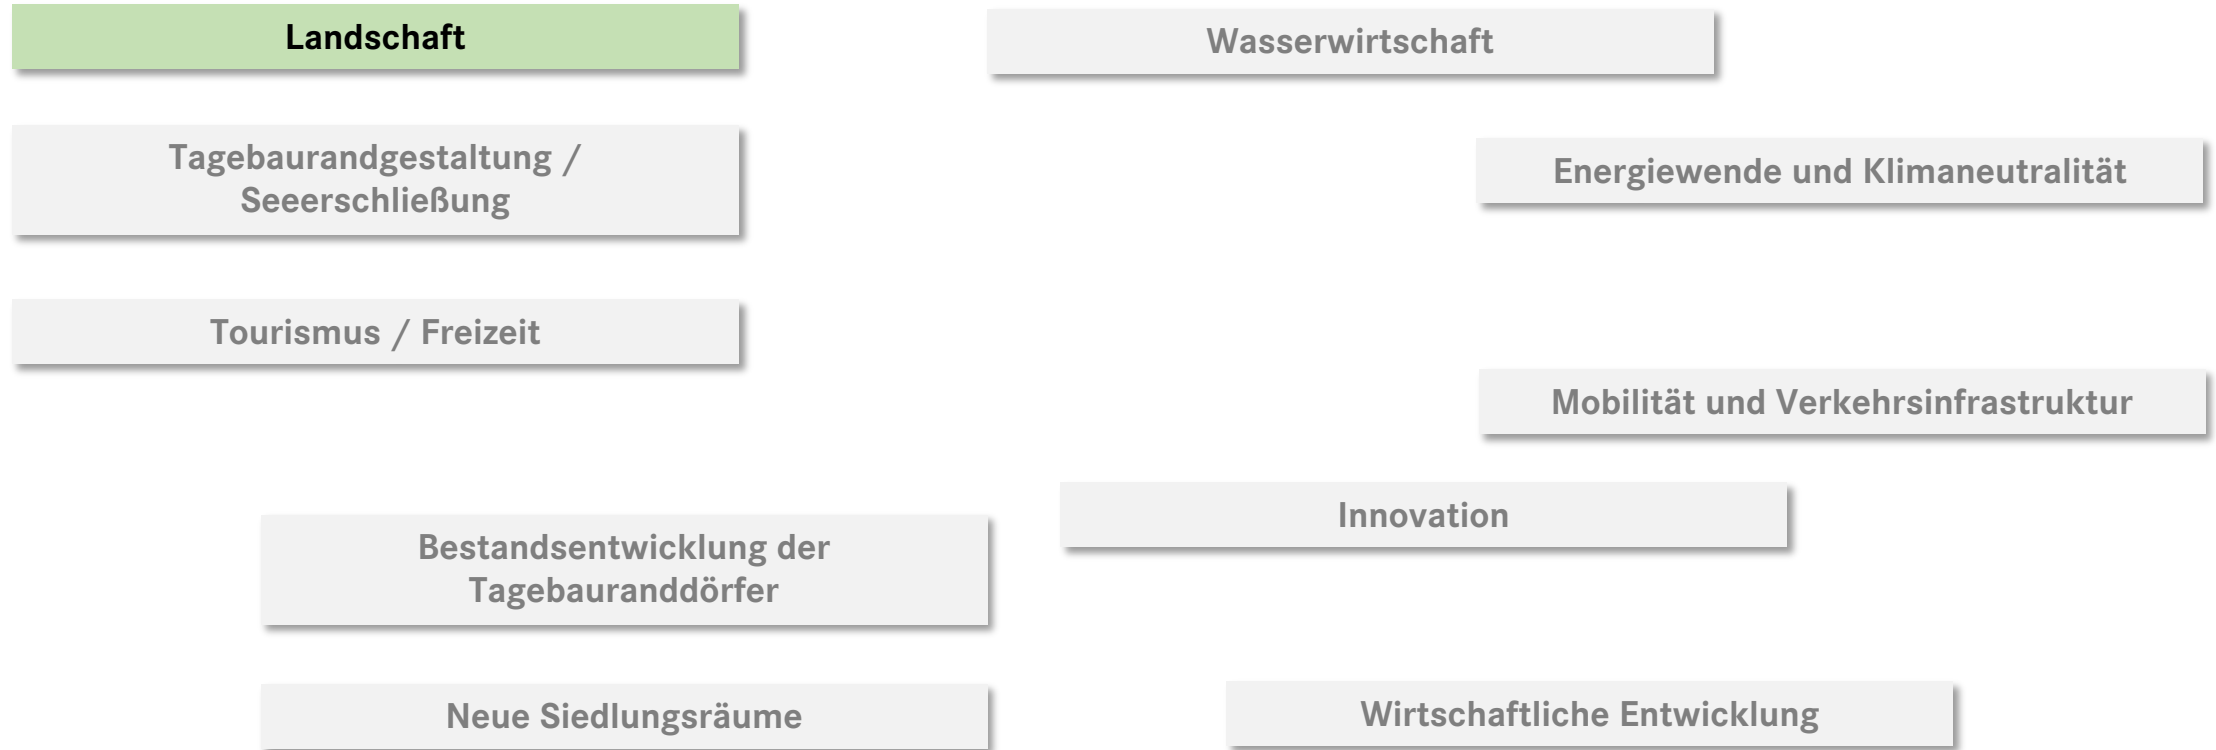 Landschaft
Wasserwirtschaft
Tagebaurandgestaltung /
Seeerschließung
Energiewende und Klimaneutralität
Tourismus / Freizeit
Mobilität und Verkehrsinfrastruktur
Innovation
Bestandsentwicklung der
Tagebauranddörfer
Neue Siedlungsräume
Wirtschaftliche Entwicklung